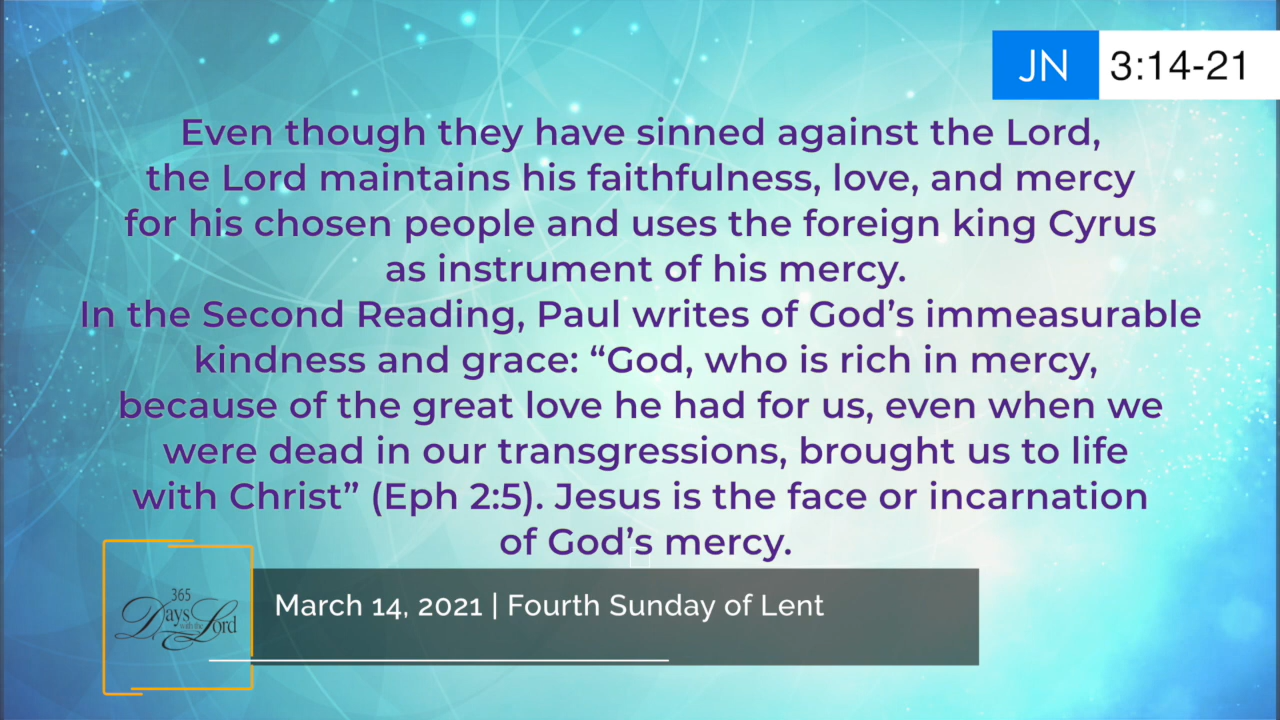 JN 3:14-21
Even though they have sinned against the Lord,
the Lord maintains his faithfulness, love, and mercy
for his chosen people and uses the foreign king Cyrus
as instrument of his mercy.
In the Second Reading, Paul writes of God’s immeasurable
kindness and grace: “God, who is rich in mercy,
because of the great love he had for us, even when we
were dead in our transgressions, brought us to life
with Christ” (Eph 2:5). Jesus is the face or incarnation
of God’s mercy.
365
Days with the Lord
March 14, 2021 | Fourth Sunday of Lent